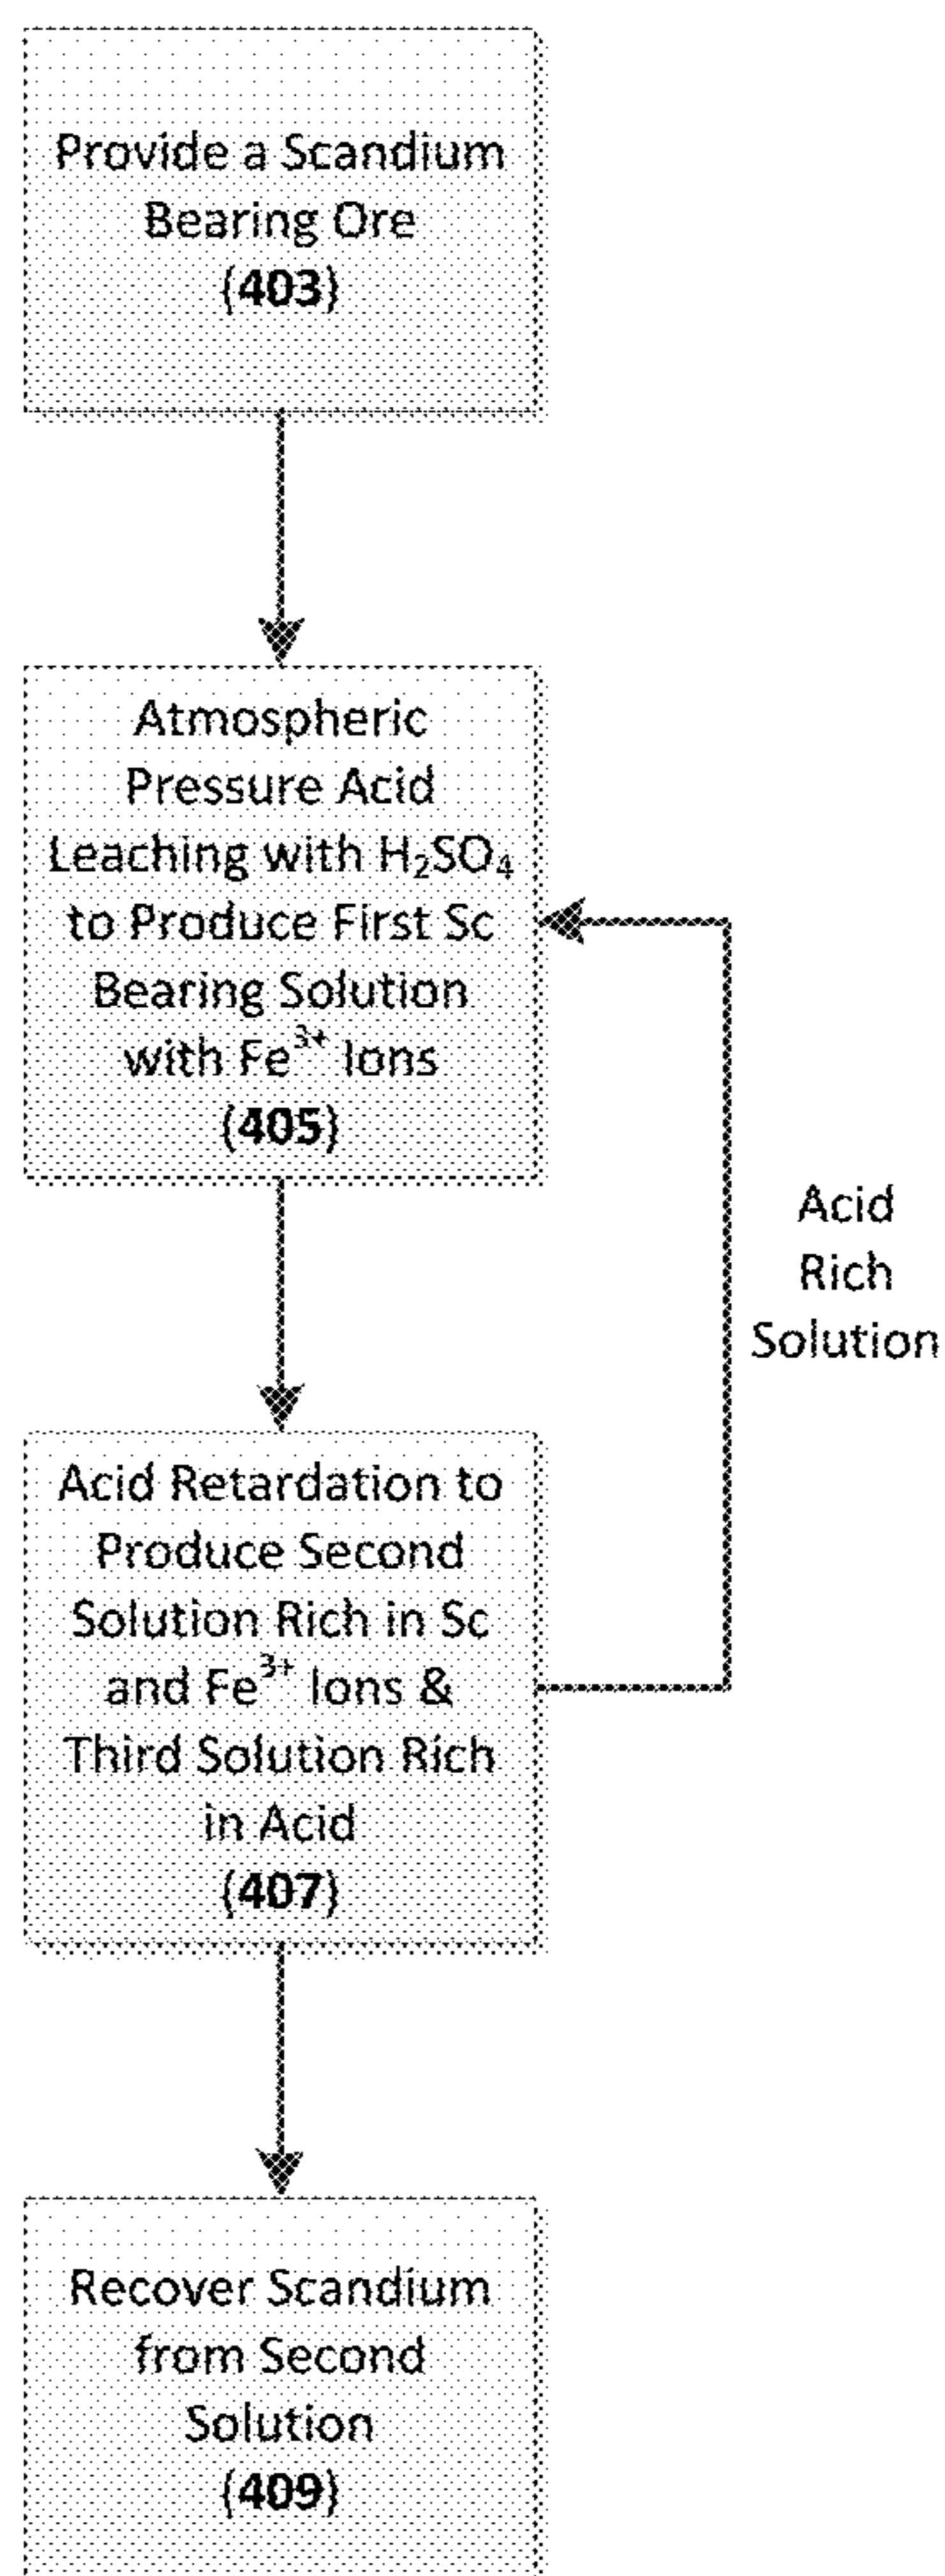 Provide a Scandium
Bearing Ore
(403)
Atmospheric
Pressure Acid
Leaching with H₂SO₄
to Produce First Sc
Bearing Solution
with Fe³⁺ Ions
(405)
Acid
Rich
Solution
Acid Retardation to
Produce Second
Solution Rich in Sc
and Fe³⁺ Ions &
Third Solution Rich
in Acid
(407)
Recover Scandium
from Second
Solution
(409)